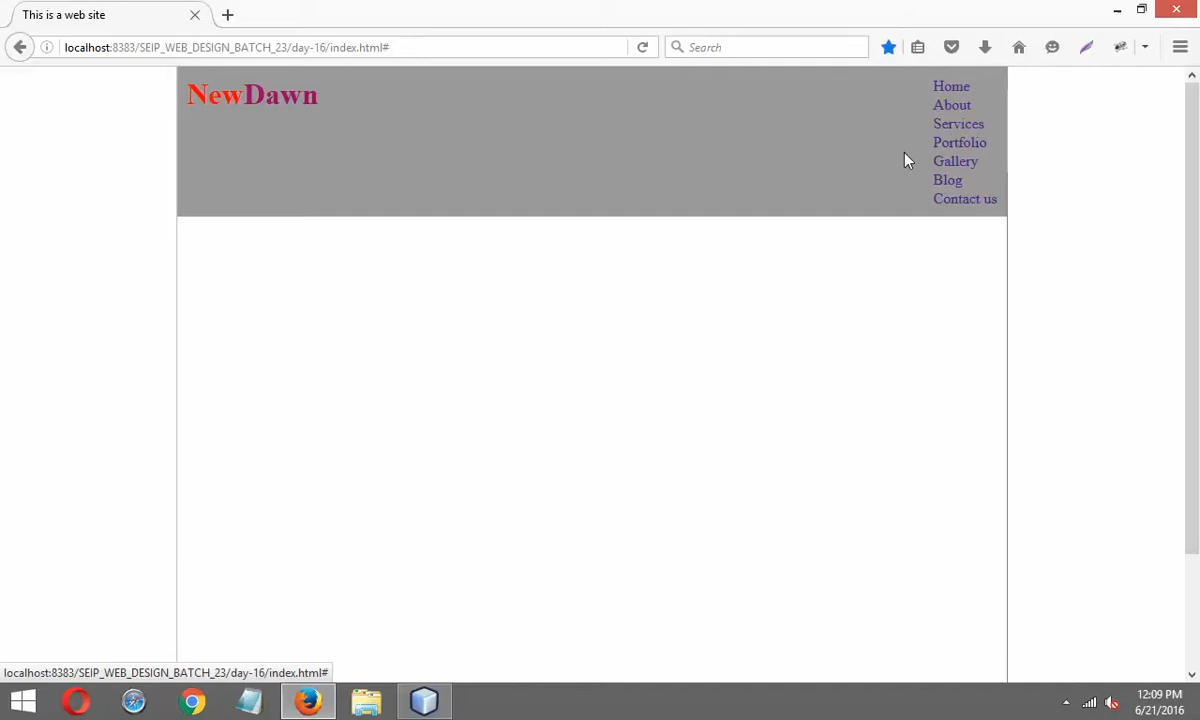 This is a web site
localhost:8383/SEIP_WEB_DESIGN_BATCH_23/day-16/index.html#
Search
NewDawn
Home
About
Services
Portfolio
Gallery
Blog
Contact us
localhost:8383/SEIP_WEB_DESIGN_BATCH_23/day-16/index.html#
12:09 PM
6/21/2016